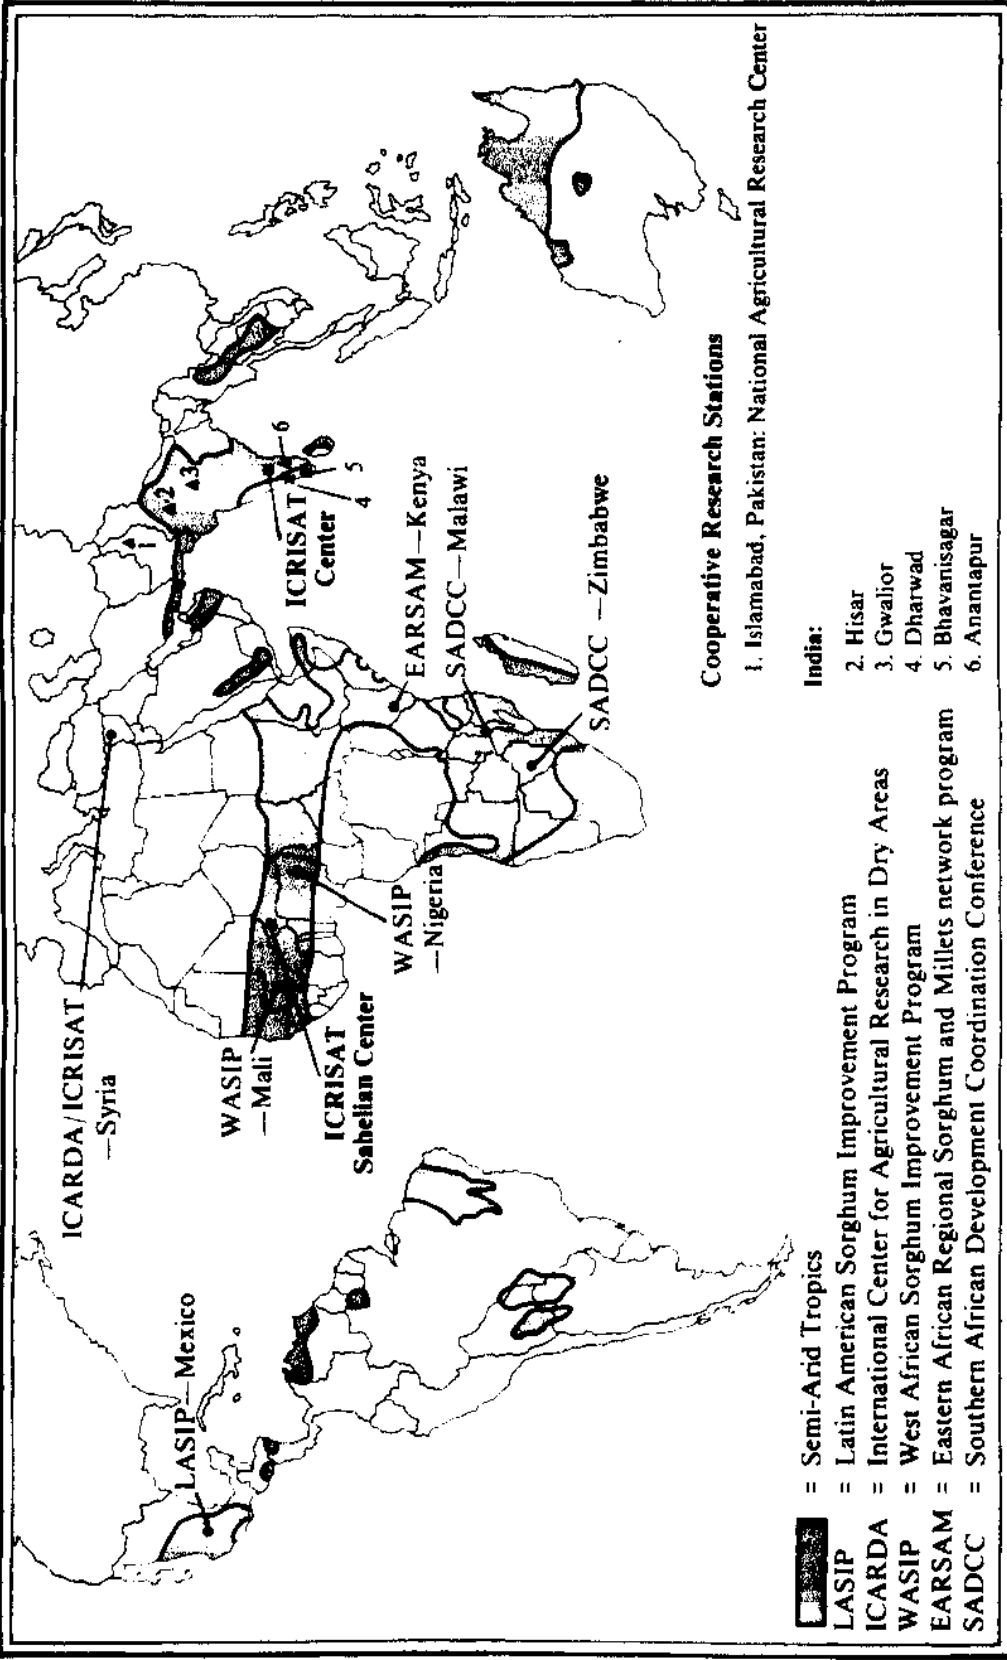 LASIP—Mexico
ICARDA/ICRISAT
—Syria
WASIP
—Mali
ICRISAT
Sahelian Center
WASIP
—Nigeria
EARSAM—Kenya
SADCC—Malawi
SADCC —Zimbabwe
ICRISAT
Center
1
2
3
4
5
6
= Semi-Arid Tropics
LASIP = Latin American Sorghum Improvement Program
ICARDA = International Center for Agricultural Research in Dry Areas
WASIP = West African Sorghum Improvement Program
EARSAM = Eastern African Regional Sorghum and Millets network program
SADCC = Southern African Development Coordination Conference
Cooperative Research Stations
1. Islamabad, Pakistan: National Agricultural Research Center
India:
2. Hisar
3. Gwalior
4. Dharwad
5. Bhavanisagar
6. Anantapur